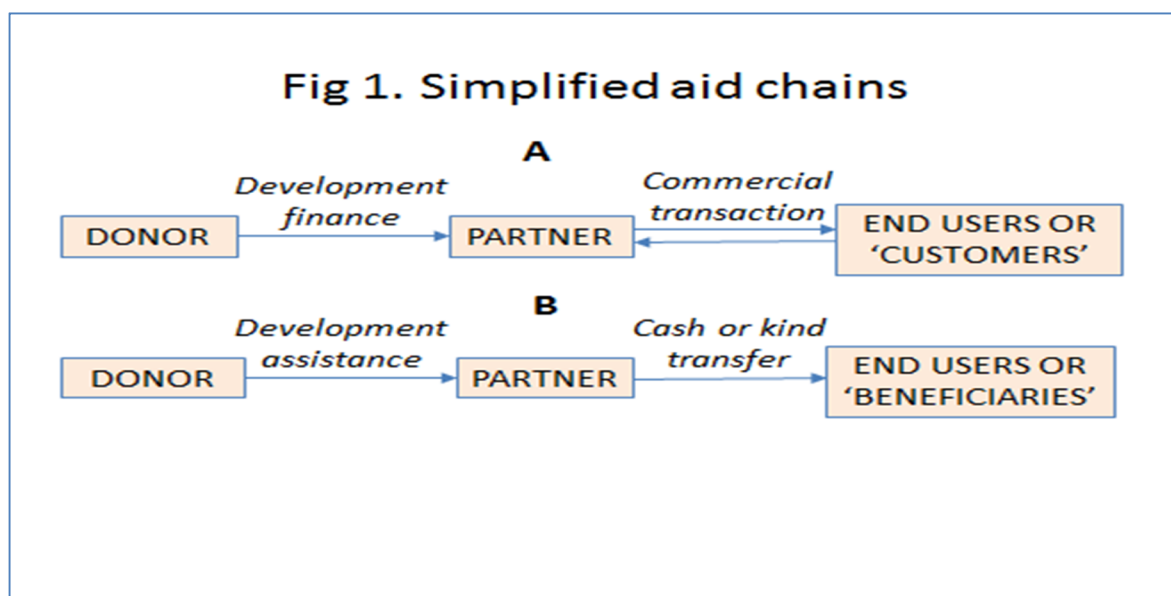 Fig 1. Simplified aid chains
A
Development
finance
Commercial
transaction
DONOR
PARTNER
END USERS OR
‘CUSTOMERS’
B
Development
assistance
Cash or kind
transfer
DONOR
PARTNER
END USERS OR
‘BENEFICIARIES’